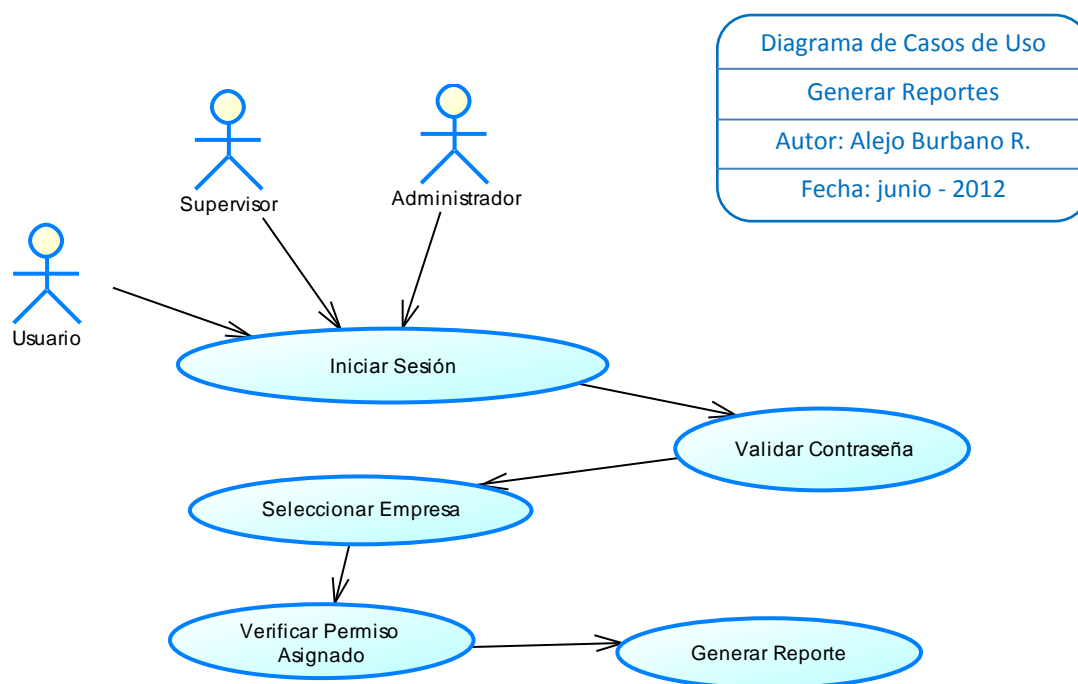 Diagrama de Casos de Uso
Generar Reportes
Autor: Alejo Burbano R.
Fecha: junio - 2012
Supervisor
Administrador
Usuario
Iniciar Sesión
Validar Contraseña
Seleccionar Empresa
Verificar Permiso
Asignado
Generar Reporte